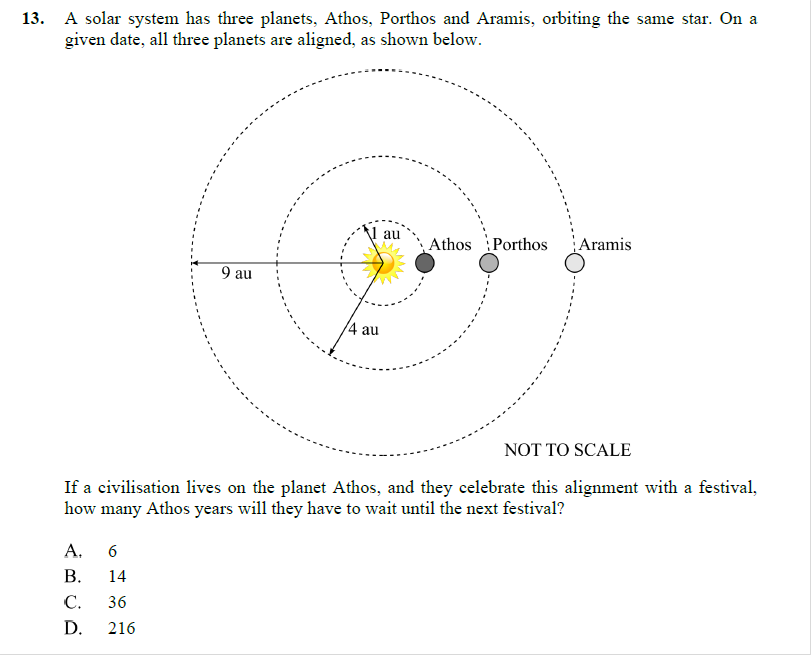 13. A solar system has three planets, Athos, Porthos and Aramis, orbiting the same star. On a
given date, all three planets are aligned, as shown below.
1 au
Athos
Porthos
Aramis
9 au
4 au
NOT TO SCALE
If a civilisation lives on the planet Athos, and they celebrate this alignment with a festival,
how many Athos years will they have to wait until the next festival?
A. 6
B. 14
C. 36
D. 216